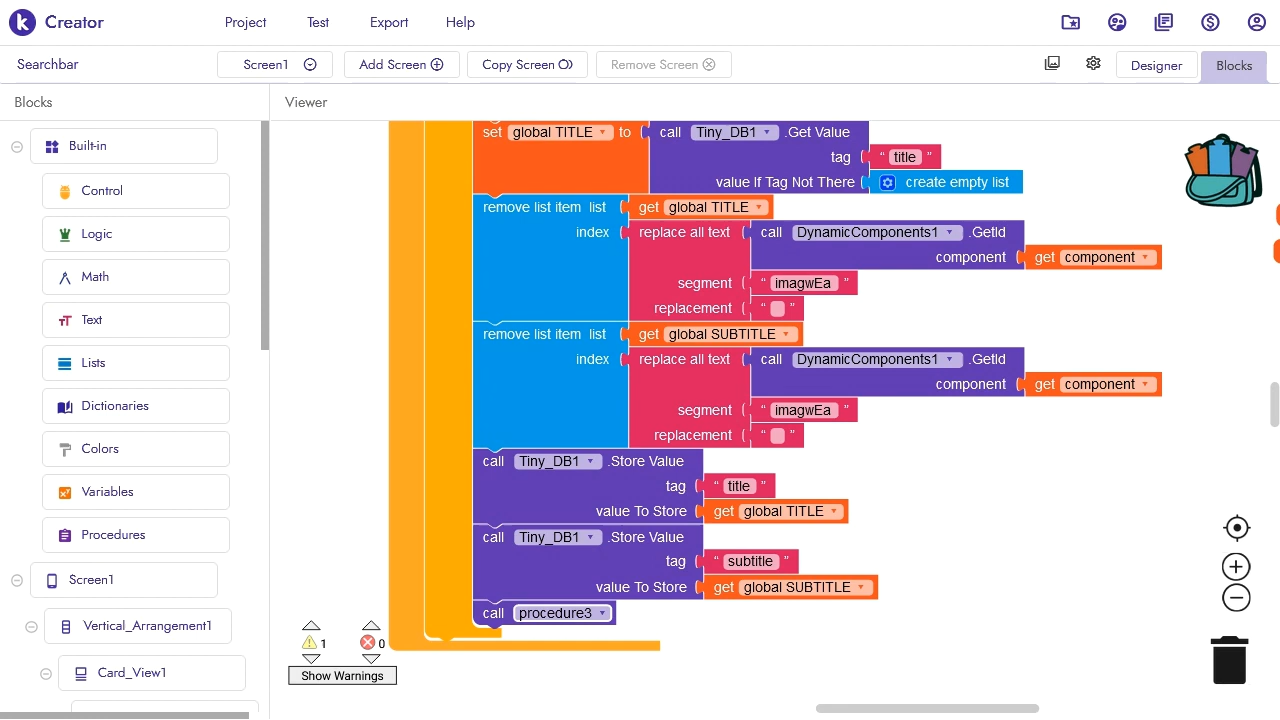 Creator Project Test Export Help
Searchbar Screen1 Add Screen Copy Screen Remove Screen Designer Blocks
Blocks
Viewer
Built-in
Control
Logic
Math
Text
Lists
Dictionaries
Colors
Variables
Procedures
Screen1
Vertical_Arrangement1
Card_View1
set global TITLE to call Tiny_DB1 .Get Value
tag “ title ”
value If Tag Not There create empty list
remove list item list get global TITLE
index replace all text call DynamicComponents1 .GetId
component get component
segment “ imagwEa ”
replacement “ ”
remove list item list get global SUBTITLE
index replace all text call DynamicComponents1 .GetId
component get component
segment “ imagwEa ”
replacement “ ”
call Tiny_DB1 .Store Value
tag “ title ”
value To Store get global TITLE
call Tiny_DB1 .Store Value
tag “ subtitle ”
value To Store get global SUBTITLE
call procedure3
1 0
Show Warnings